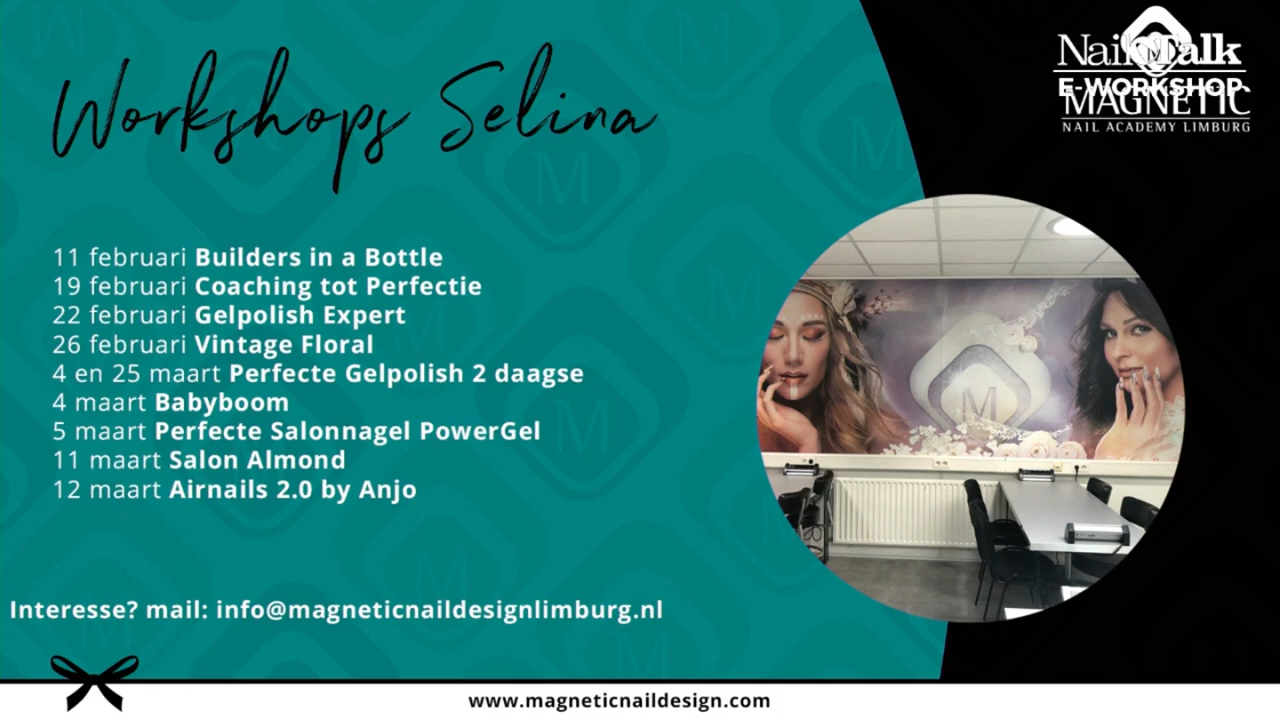 Workshops Selina
Nail Talk
E-WORKSHOP
MAGNETIC
NAIL ACADEMY LIMBURG
11 februari Builders in a Bottle
19 februari Coaching tot Perfectie
22 februari Gelpolish Expert
26 februari Vintage Floral
4 en 25 maart Perfecte Gelpolish 2 daagse
4 maart Babyboom
5 maart Perfecte Salonnagel PowerGel
11 maart Salon Almond
12 maart Airnails 2.0 by Anjo
M
Interesse? mail: info@magneticnaildesignlimburg.nl
www.magneticnaildesign.com